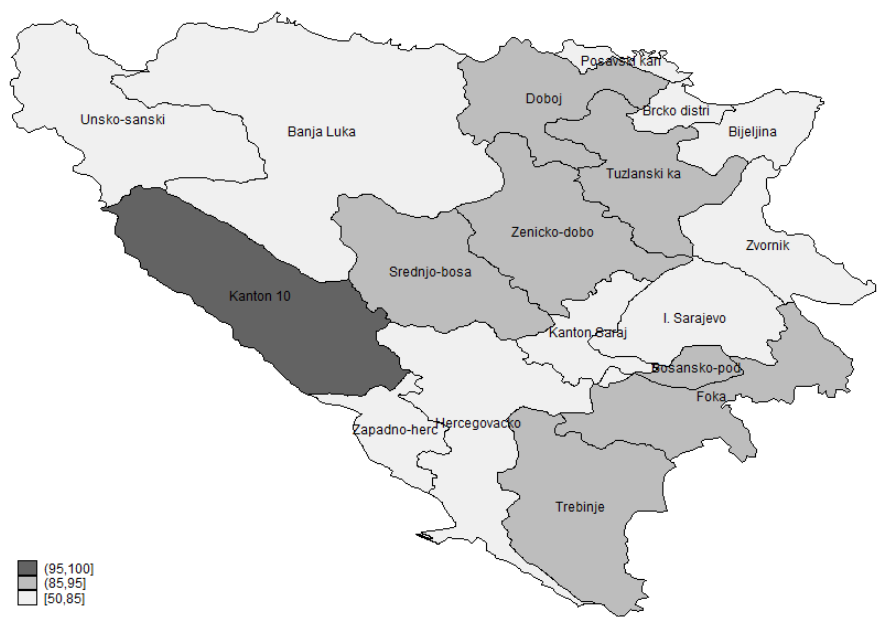 Posavski kan
Doboj
Brcko distri
Unsko-sanski
Banja Luka
Bijeljina
Tuzlanski ka
Zenicko-dobo
Zvornik
Srednjo-bosa
Kanton 10
I. Sarajevo
Kanton Saraj
Bosansko-pod
Foka
Hercegovacko
Zapadno-herc
Trebinje
(95,100]
(85,95]
[50,85]